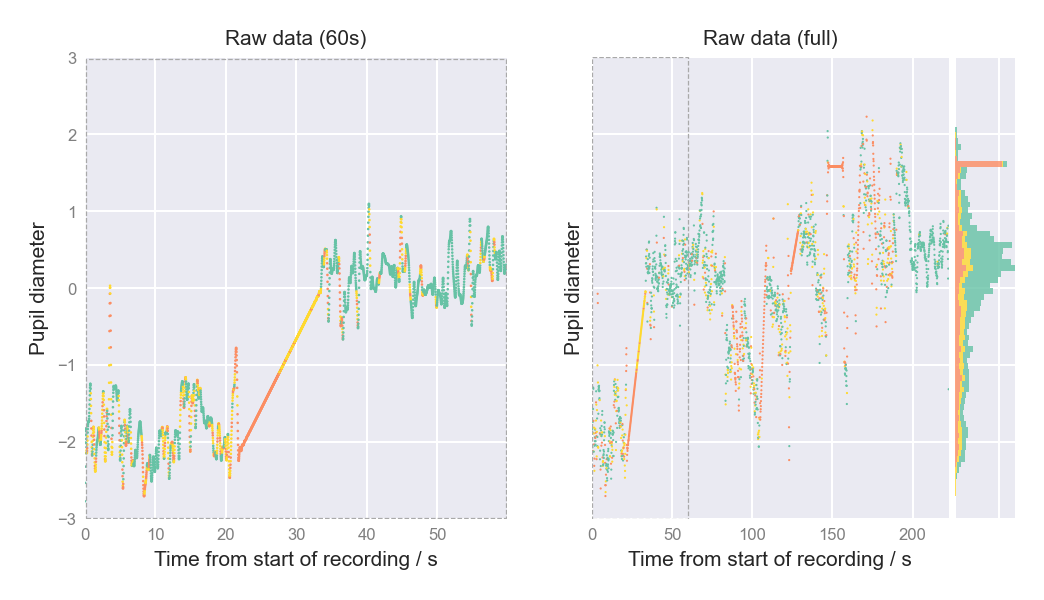 Raw data (60s)
3
2
1
0
−1
−2
−3
Pupil diameter
0 10 20 30 40 50
Time from start of recording / s
Raw data (full)
Pupil diameter
0 50 100 150 200
Time from start of recording / s